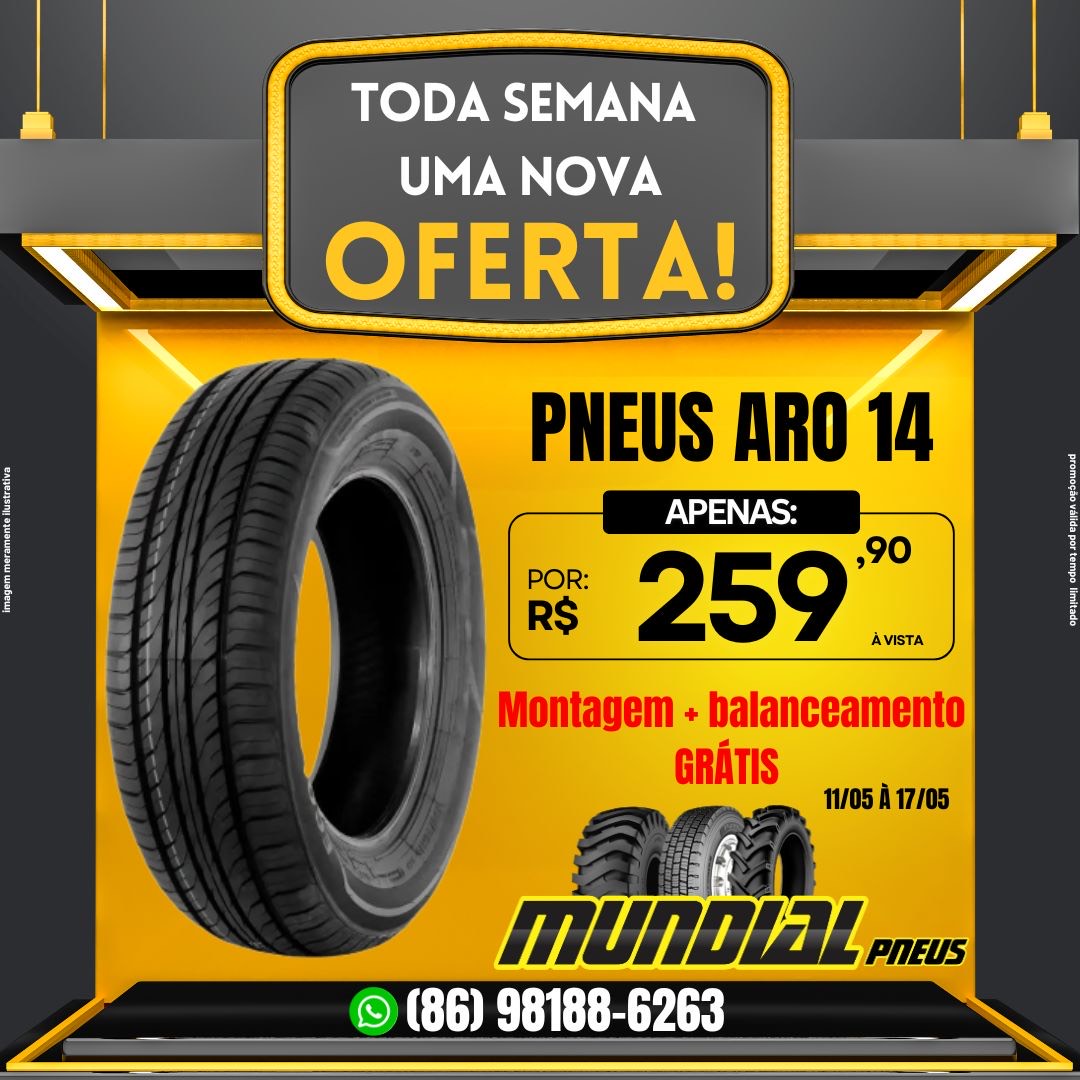 TODA SEMANA
UMA NOVA
OFERTA!
PNEUS ARO 14
APENAS:
POR:
R$ 259,90
À VISTA
Montagem + balanceamento
GRÁTIS
11/05 À 17/05
MUNDIAL PNEUS
(86) 98188-6263
imagem meramente ilustrativa
promoção válida por tempo limitado